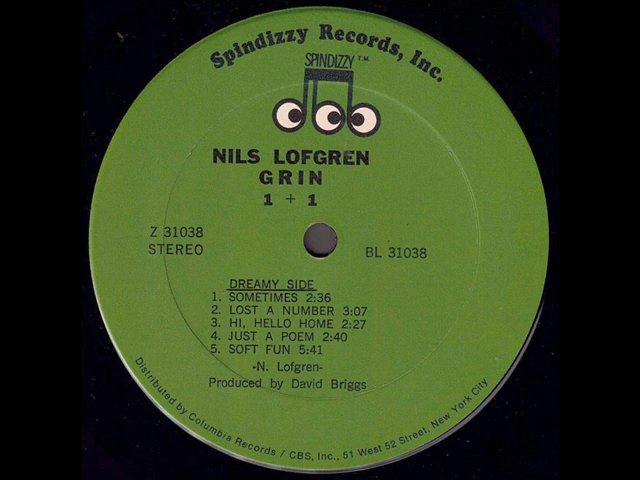 Spindizzy Records, Inc.
SPINDIZZY T.M.
NILS LOFGREN
GRIN
1 + 1
Z 31038
STEREO
BL 31038
DREAMY SIDE
1. SOMETIMES 2:36
2. LOST A NUMBER 3:07
3. HI, HELLO HOME 2:27
4. JUST A POEM 2:40
5. SOFT FUN 5:41
-N. Lofgren-
Produced by David Briggs
Distributed by Columbia Records / CBS, Inc., 51 West 52 Street, New York City